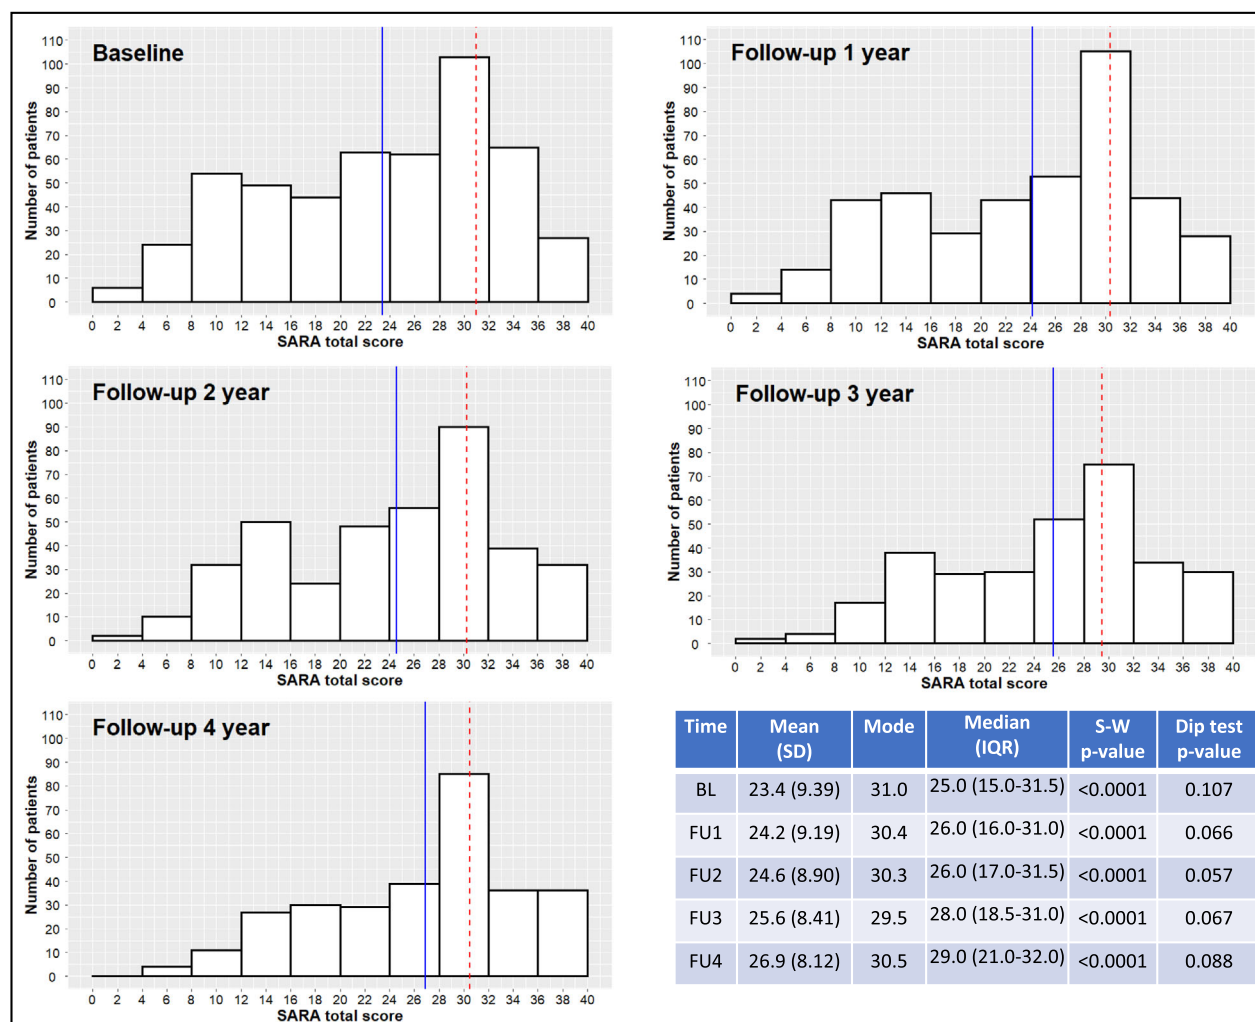 Baseline
Number of patients
110
100
90
80
70
60
50
40
30
20
10
0
0 2 4 6 8 10 12 14 16 18 20 22 24 26 28 30 32 34 36 38 40
SARA total score
Follow-up 1 year
Number of patients
110
100
90
80
70
60
50
40
30
20
10
0
0 2 4 6 8 10 12 14 16 18 20 22 24 26 28 30 32 34 36 38 40
SARA total score
Follow-up 2 year
Number of patients
110
100
90
80
70
60
50
40
30
20
10
0
0 2 4 6 8 10 12 14 16 18 20 22 24 26 28 30 32 34 36 38 40
SARA total score
Follow-up 3 year
Number of patients
110
100
90
80
70
60
50
40
30
20
10
0
0 2 4 6 8 10 12 14 16 18 20 22 24 26 28 30 32 34 36 38 40
SARA total score
Follow-up 4 year
Number of patients
110
100
90
80
70
60
50
40
30
20
10
0
0 2 4 6 8 10 12 14 16 18 20 22 24 26 28 30 32 34 36 38 40
SARA total score
Time Mean (SD) Mode Median (IQR) S-W p-value Dip test p-value
BL 23.4 (9.39) 31.0 25.0 (15.0-31.5) <0.0001 0.107
FU1 24.2 (9.19) 30.4 26.0 (16.0-31.0) <0.0001 0.066
FU2 24.6 (8.90) 30.3 26.0 (17.0-31.5) <0.0001 0.057
FU3 25.6 (8.41) 29.5 28.0 (18.5-31.0) <0.0001 0.067
FU4 26.9 (8.12) 30.5 29.0 (21.0-32.0) <0.0001 0.088